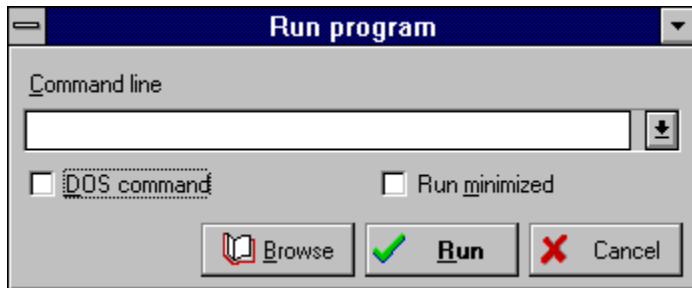 Run program
Command line
DOS command Run minimized
Browse Run Cancel